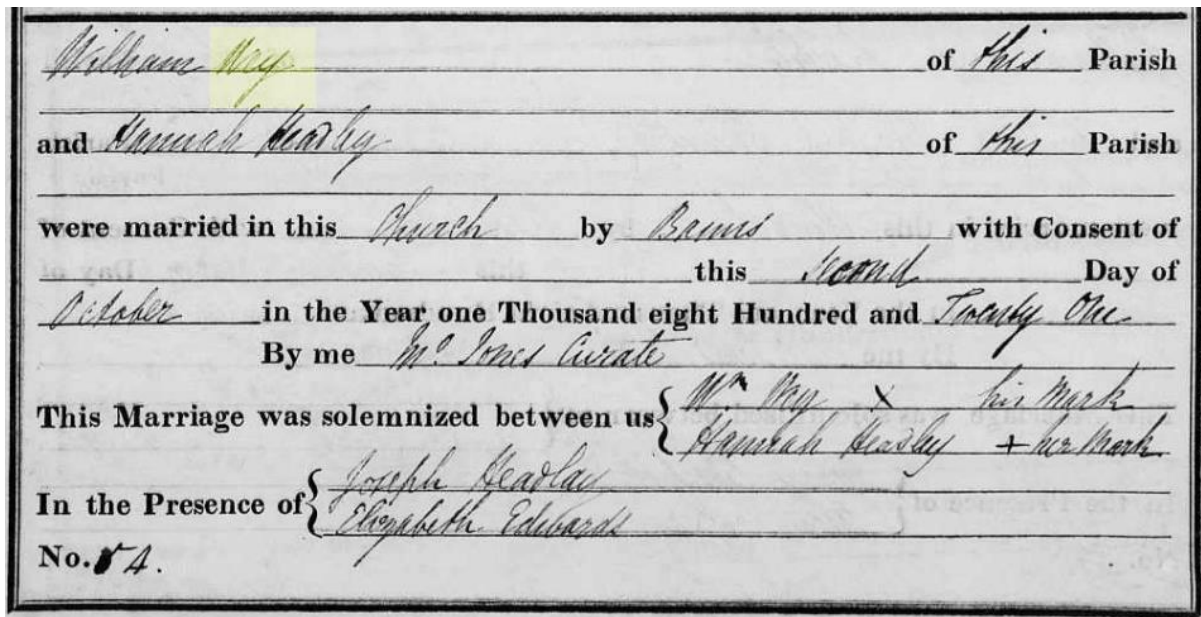 William Wey of this Parish
and Hannah Headley of this Parish
were married in this Church by Banns with Consent of
this Second Day of
October in the Year one Thousand eight Hundred and Twenty One
By me Wm Jones Curate
This Marriage was solemnized between us { Wm Wey X his Mark
Hannah Headley + her Mark
In the Presence of { Joseph Headlay
Elizabeth Edwards
No. 54.